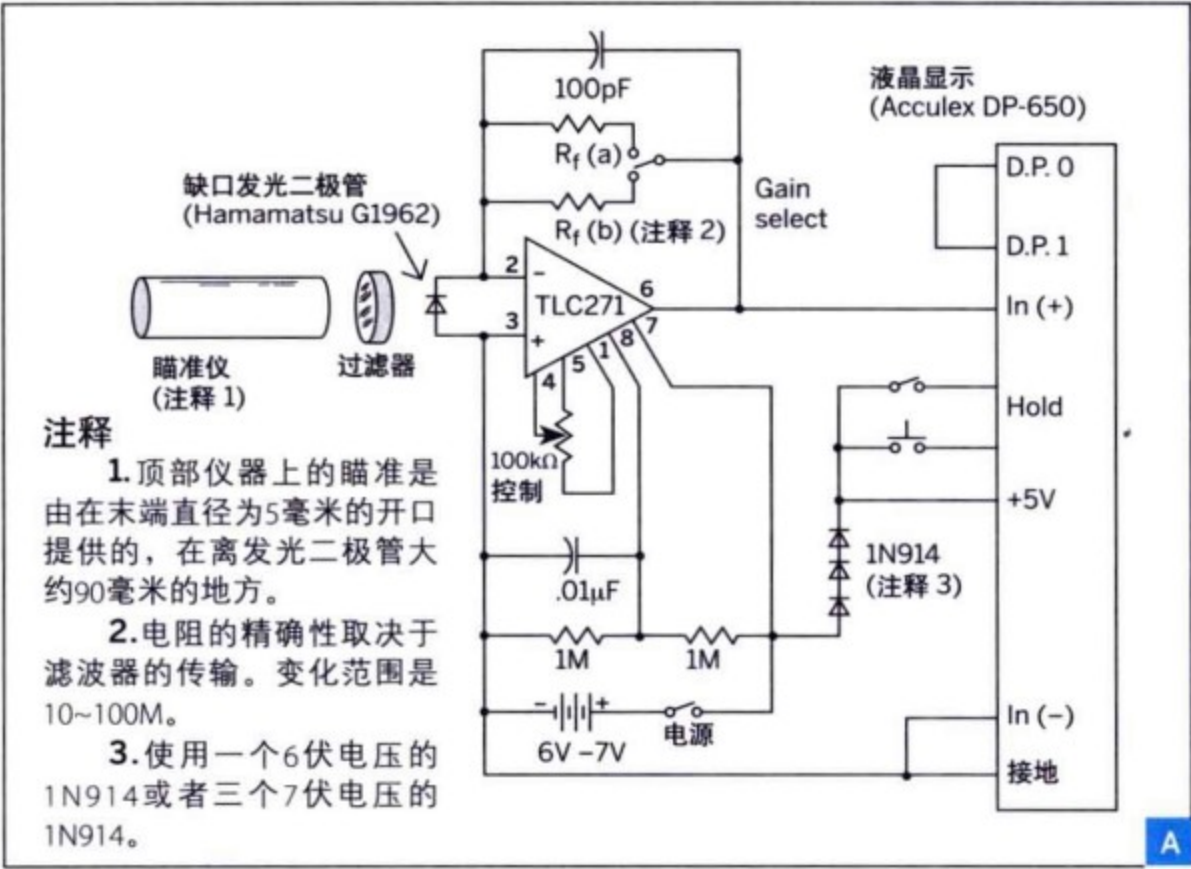 100pF
R_f (a)
R_f (b) (注释 2)
Gain
select
液晶显示
(Acculex DP-650)
D.P. 0
D.P. 1
In (+)
Hold
+5V
In (−)
接地
缺口发光二极管
(Hamamatsu G1962)
瞄准仪
(注释 1)
过滤器
2
−
3
+
TLC271
6
7
8
1
5
4
100kΩ
控制
.01μF
1M
1M
−
+
6V –7V
电源
1N914
(注释 3)
注释
1.顶部仪器上的瞄准是
由在末端直径为5毫米的开口
提供的，在离发光二极管大
约90毫米的地方。
2.电阻的精确性取决于
滤波器的传输。变化范围是
10~100M。
3.使用一个6伏电压的
1N914或者三个7伏电压的
1N914。
A